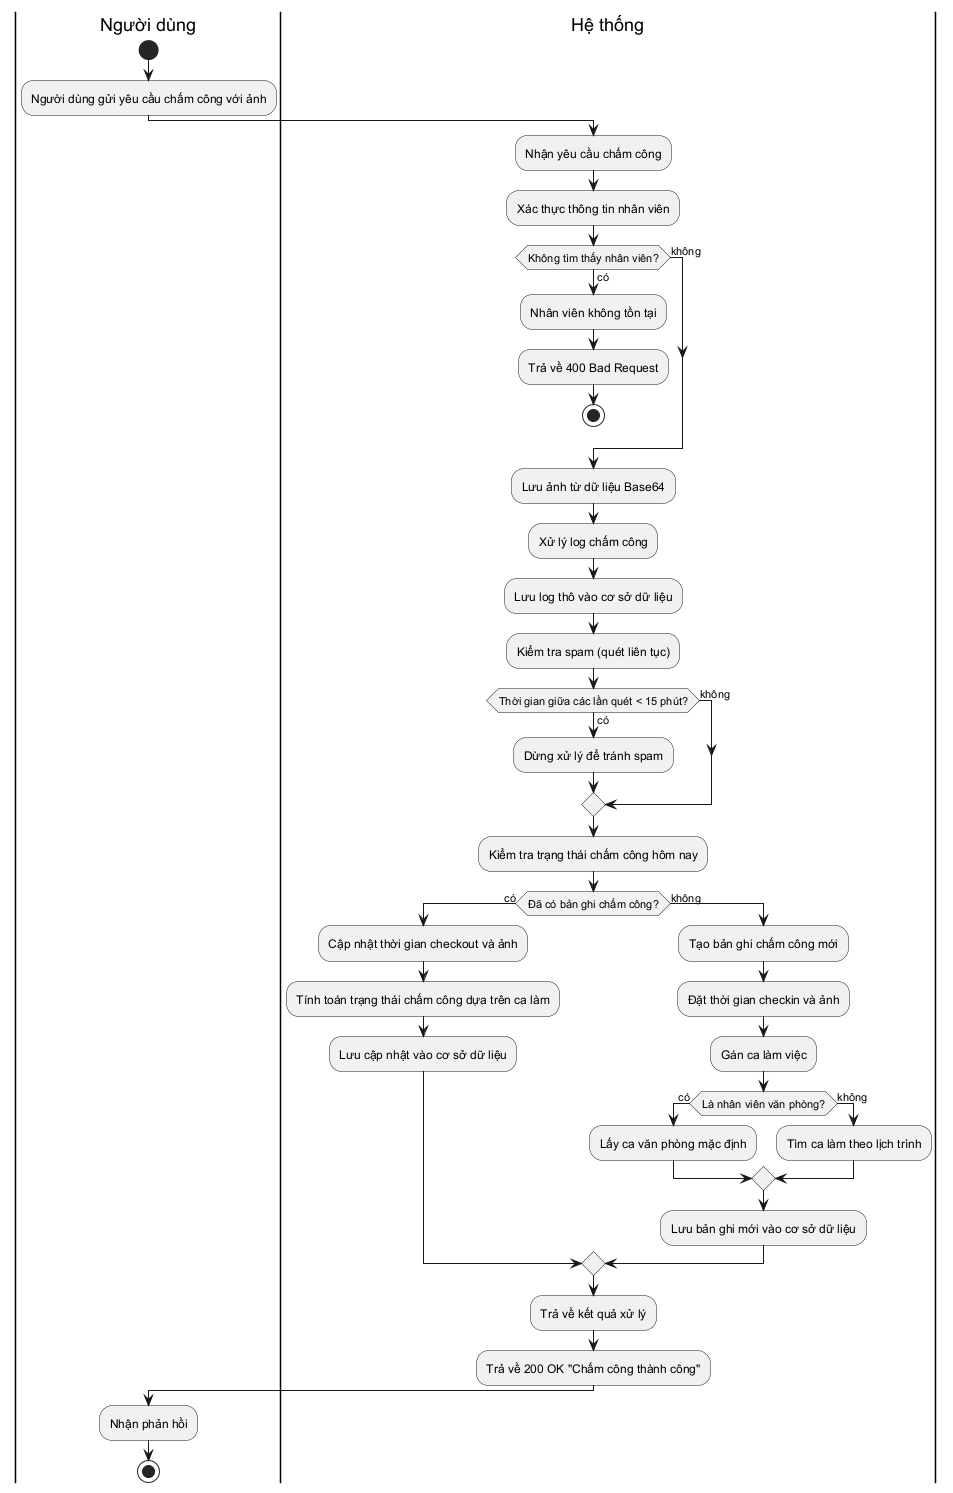 Người dùng
Hệ thống
Người dùng gửi yêu cầu chấm công với ảnh
Nhận yêu cầu chấm công
Xác thực thông tin nhân viên
Không tìm thấy nhân viên?
không
có
Nhân viên không tồn tại
Trả về 400 Bad Request
Lưu ảnh từ dữ liệu Base64
Xử lý log chấm công
Lưu log thô vào cơ sở dữ liệu
Kiểm tra spam (quét liên tục)
Thời gian giữa các lần quét < 15 phút?
không
có
Dừng xử lý để tránh spam
Kiểm tra trạng thái chấm công hôm nay
có
Đã có bản ghi chấm công?
không
Cập nhật thời gian checkout và ảnh
Tạo bản ghi chấm công mới
Tính toán trạng thái chấm công dựa trên ca làm
Đặt thời gian checkin và ảnh
Lưu cập nhật vào cơ sở dữ liệu
Gán ca làm việc
có
Là nhân viên văn phòng?
không
Lấy ca văn phòng mặc định
Tìm ca làm theo lịch trình
Lưu bản ghi mới vào cơ sở dữ liệu
Trả về kết quả xử lý
Trả về 200 OK "Chấm công thành công"
Nhận phản hồi